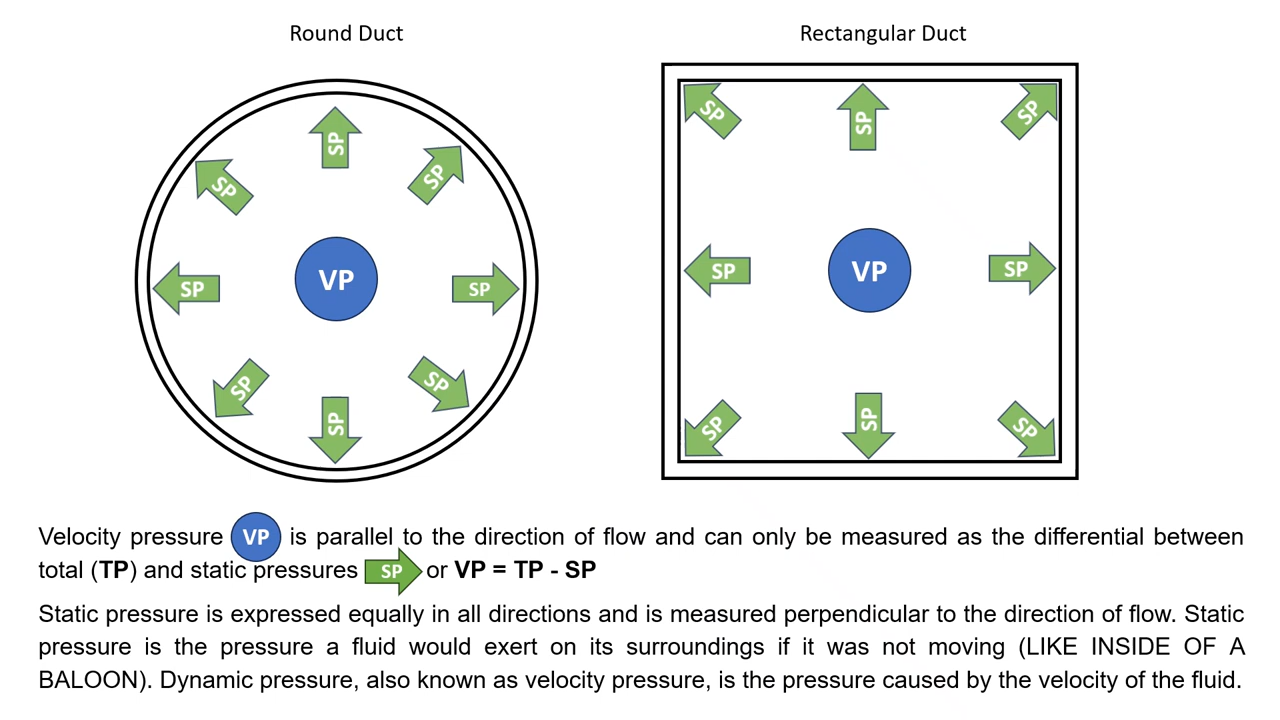 Round Duct
Rectangular Duct
SP
SP
SP
SP
SP
SP
SP
SP
VP
SP
SP
SP
SP
SP
SP
SP
SP
VP
Velocity pressure VP is parallel to the direction of flow and can only be measured as the differential between
total (TP) and static pressures SP or VP = TP - SP
Static pressure is expressed equally in all directions and is measured perpendicular to the direction of flow. Static
pressure is the pressure a fluid would exert on its surroundings if it was not moving (LIKE INSIDE OF A
BALOON). Dynamic pressure, also known as velocity pressure, is the pressure caused by the velocity of the fluid.